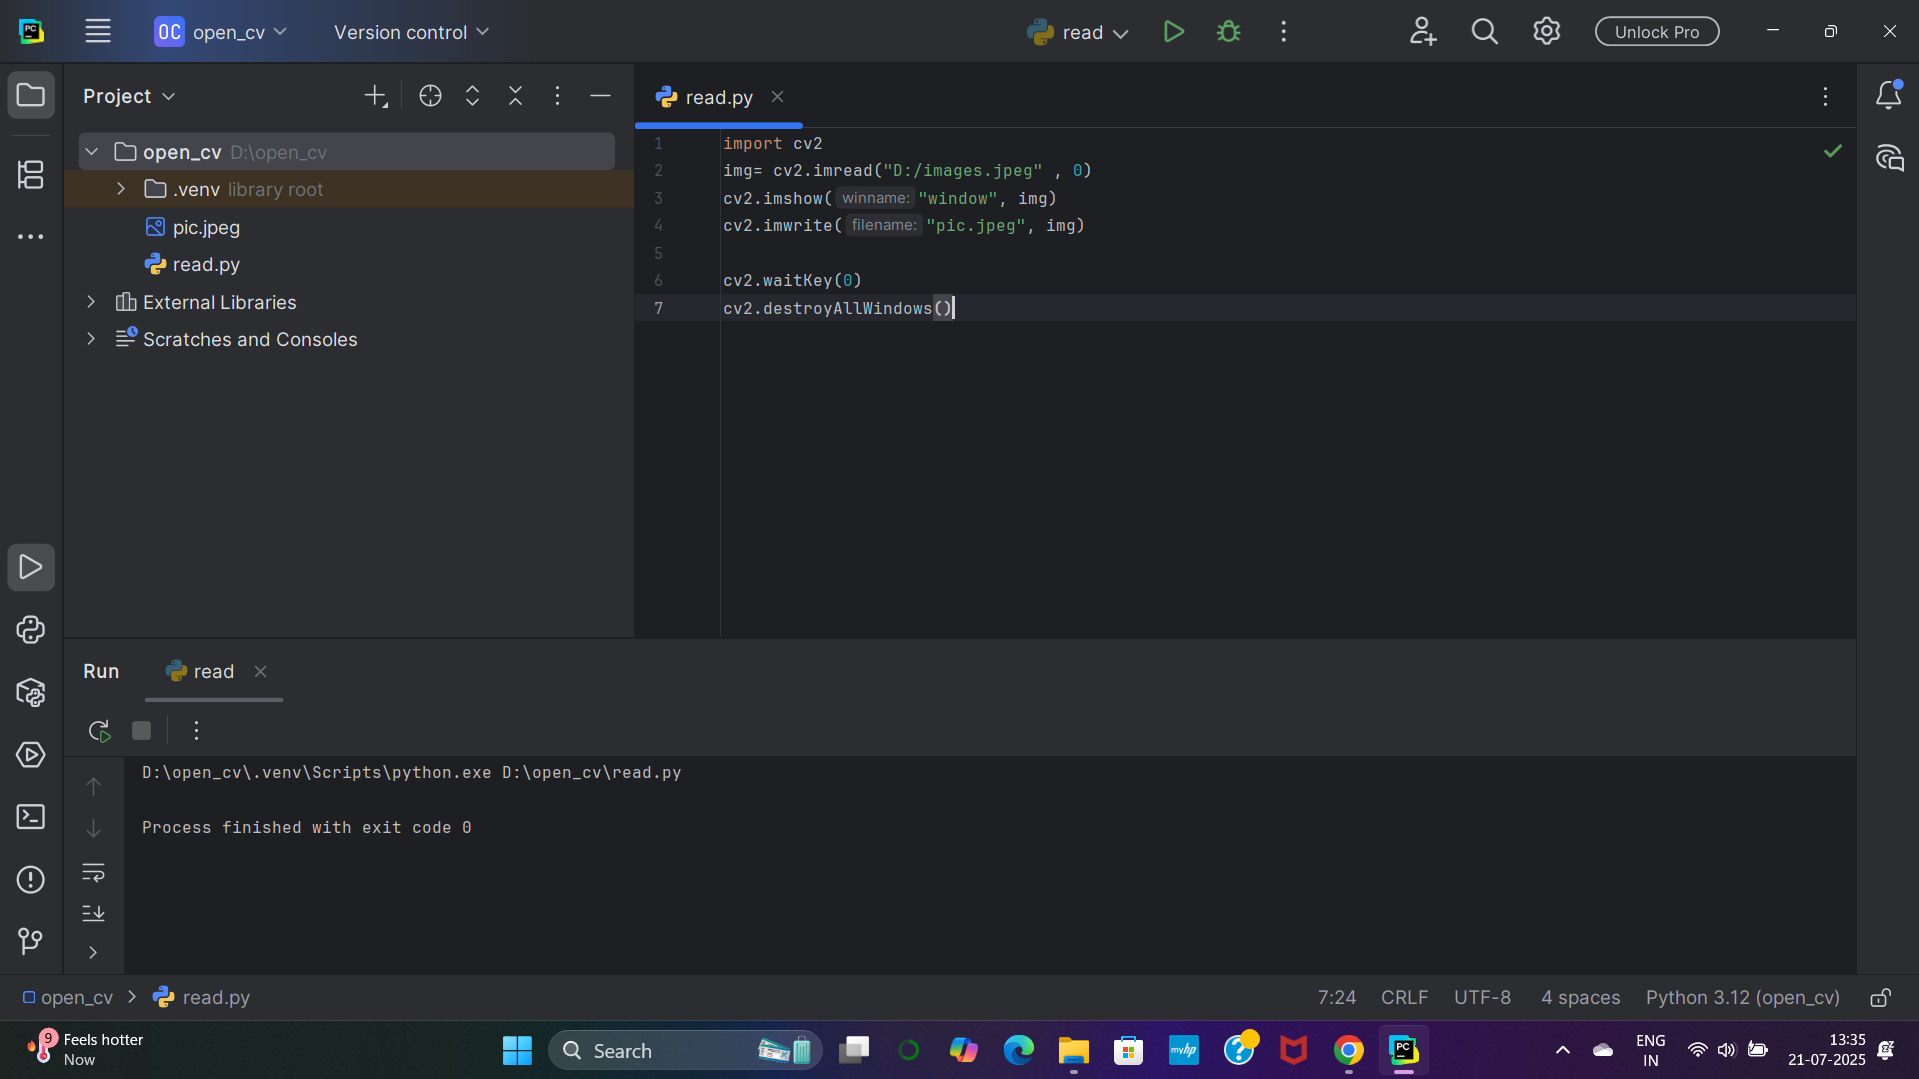 PC OC open_cv Version control read Unlock Pro
Project
open_cv D:\open_cv
.venv library root
pic.jpeg
read.py
External Libraries
Scratches and Consoles
read.py
1 import cv2
2 img= cv2.imread("D:/images.jpeg" , 0)
3 cv2.imshow( winname: "window", img)
4 cv2.imwrite( filename: "pic.jpeg", img)
5
6 cv2.waitKey(0)
7 cv2.destroyAllWindows()
Run read
D:\open_cv\.venv\Scripts\python.exe D:\open_cv\read.py
Process finished with exit code 0
open_cv read.py 7:24 CRLF UTF-8 4 spaces Python 3.12 (open_cv)
9 Feels hotter
Now
Search
myhp
PC
ENG
IN
13:35
21-07-2025